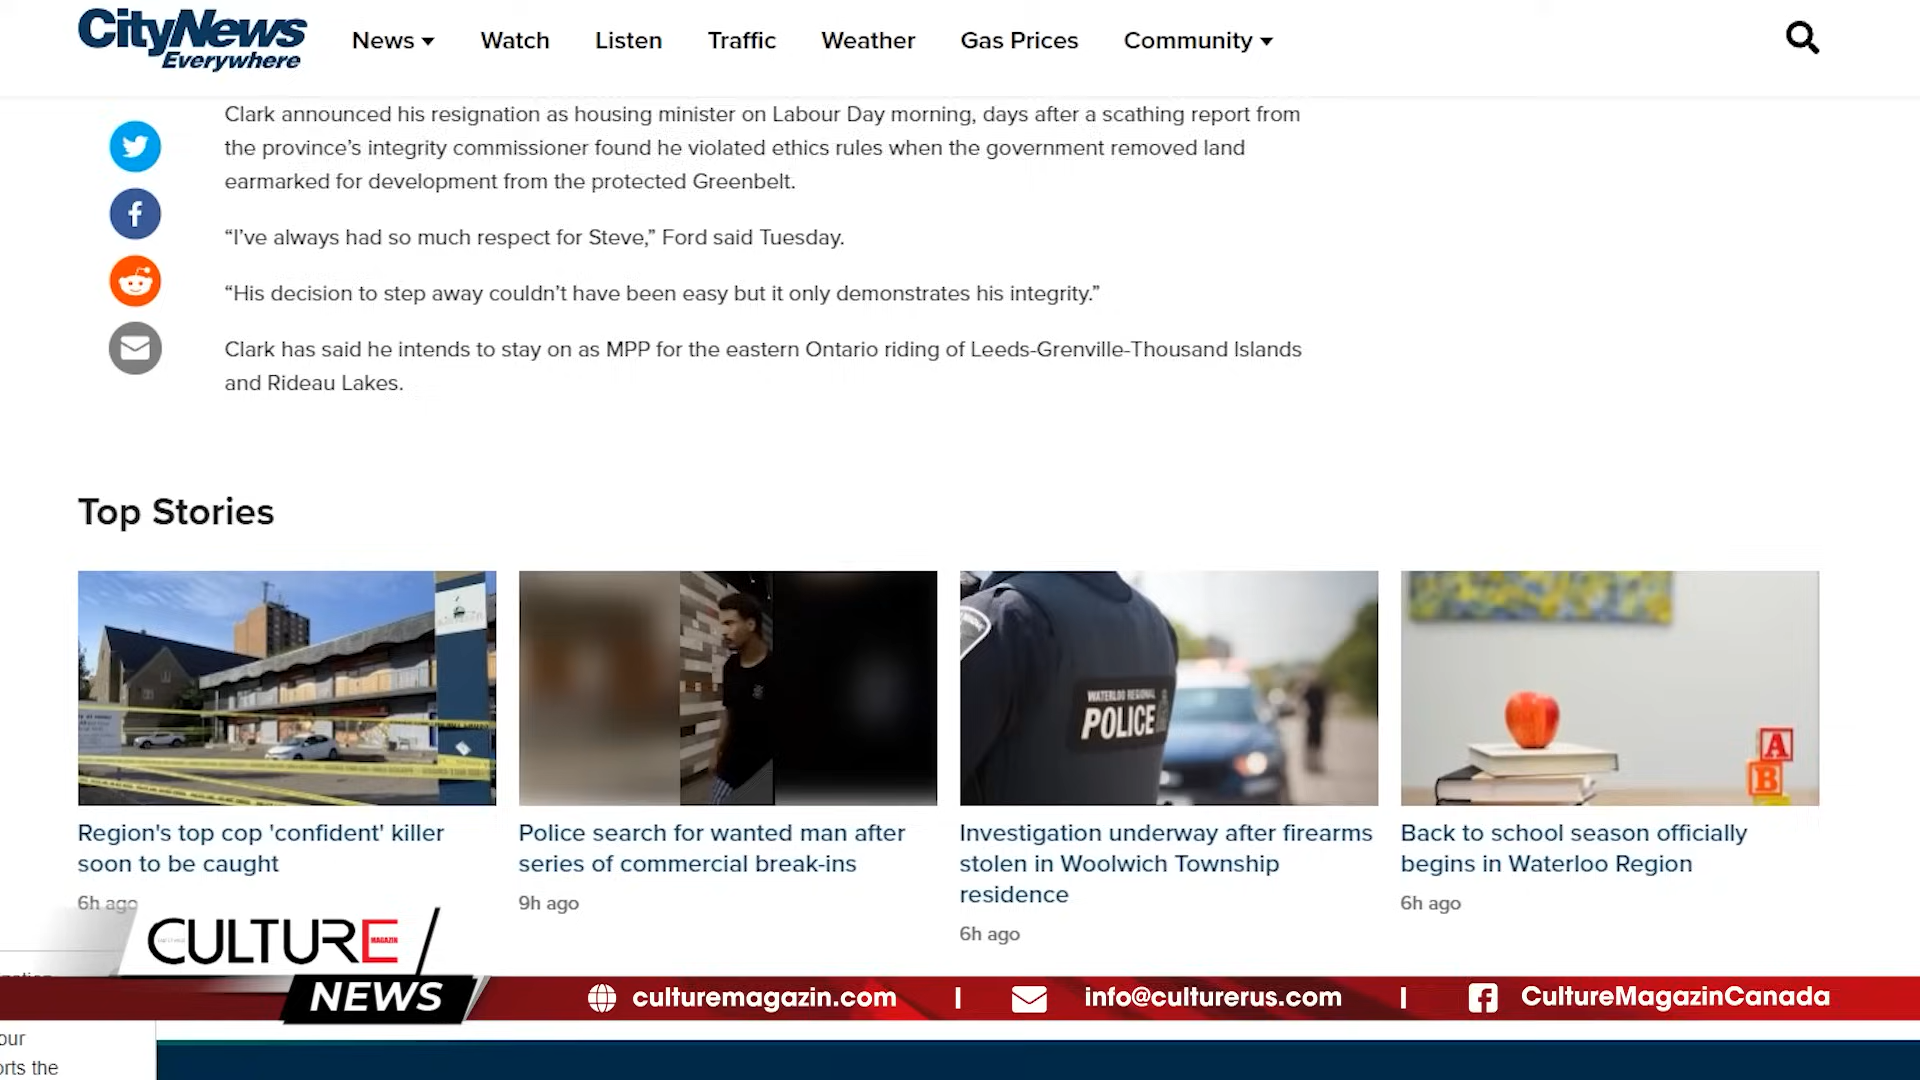 CityNews
Everywhere
News
Watch
Listen
Traffic
Weather
Gas Prices
Community
Clark announced his resignation as housing minister on Labour Day morning, days after a scathing report from
the province’s integrity commissioner found he violated ethics rules when the government removed land
earmarked for development from the protected Greenbelt.
“I’ve always had so much respect for Steve,” Ford said Tuesday.
“His decision to step away couldn’t have been easy but it only demonstrates his integrity.”
Clark has said he intends to stay on as MPP for the eastern Ontario riding of Leeds-Grenville-Thousand Islands
and Rideau Lakes.
Top Stories
WATERLOO REGIONAL
POLICE
A
B
Region's top cop 'confident' killer
soon to be caught
6h ago
Police search for wanted man after
series of commercial break-ins
9h ago
Investigation underway after firearms
stolen in Woolwich Township
residence
6h ago
Back to school season officially
begins in Waterloo Region
6h ago
CULTURE
MAGAZIN
NEWS
culturemagazin.com
info@culturerus.com
CultureMagazinCanada
our
orts the